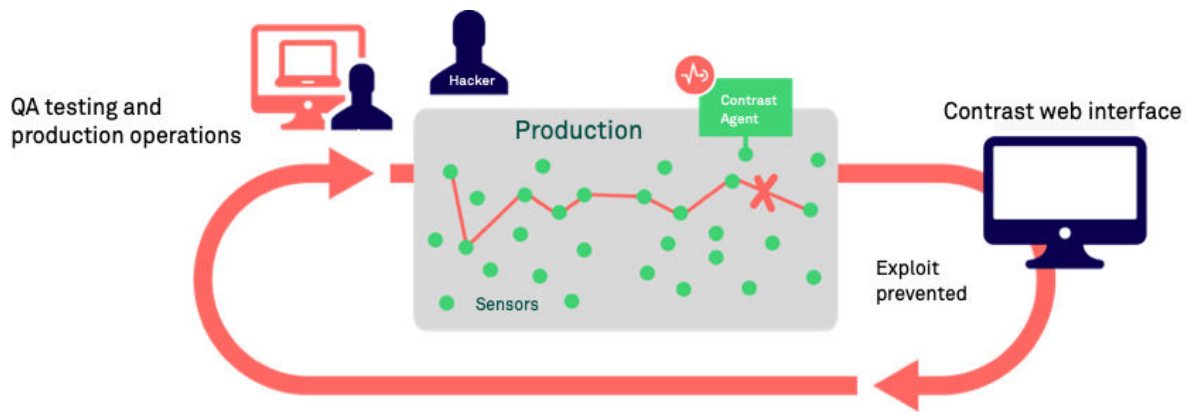 Hacker
QA testing and
production operations
Contrast
Agent
Production
Contrast web interface
Exploit
prevented
Sensors